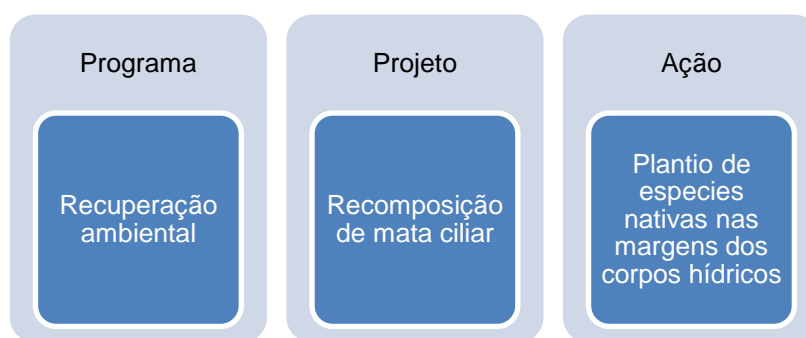 Programa
Recuperação
ambiental
Projeto
Recomposição
de mata ciliar
Ação
Plantio de
especies
nativas nas
margens dos
corpos hídricos